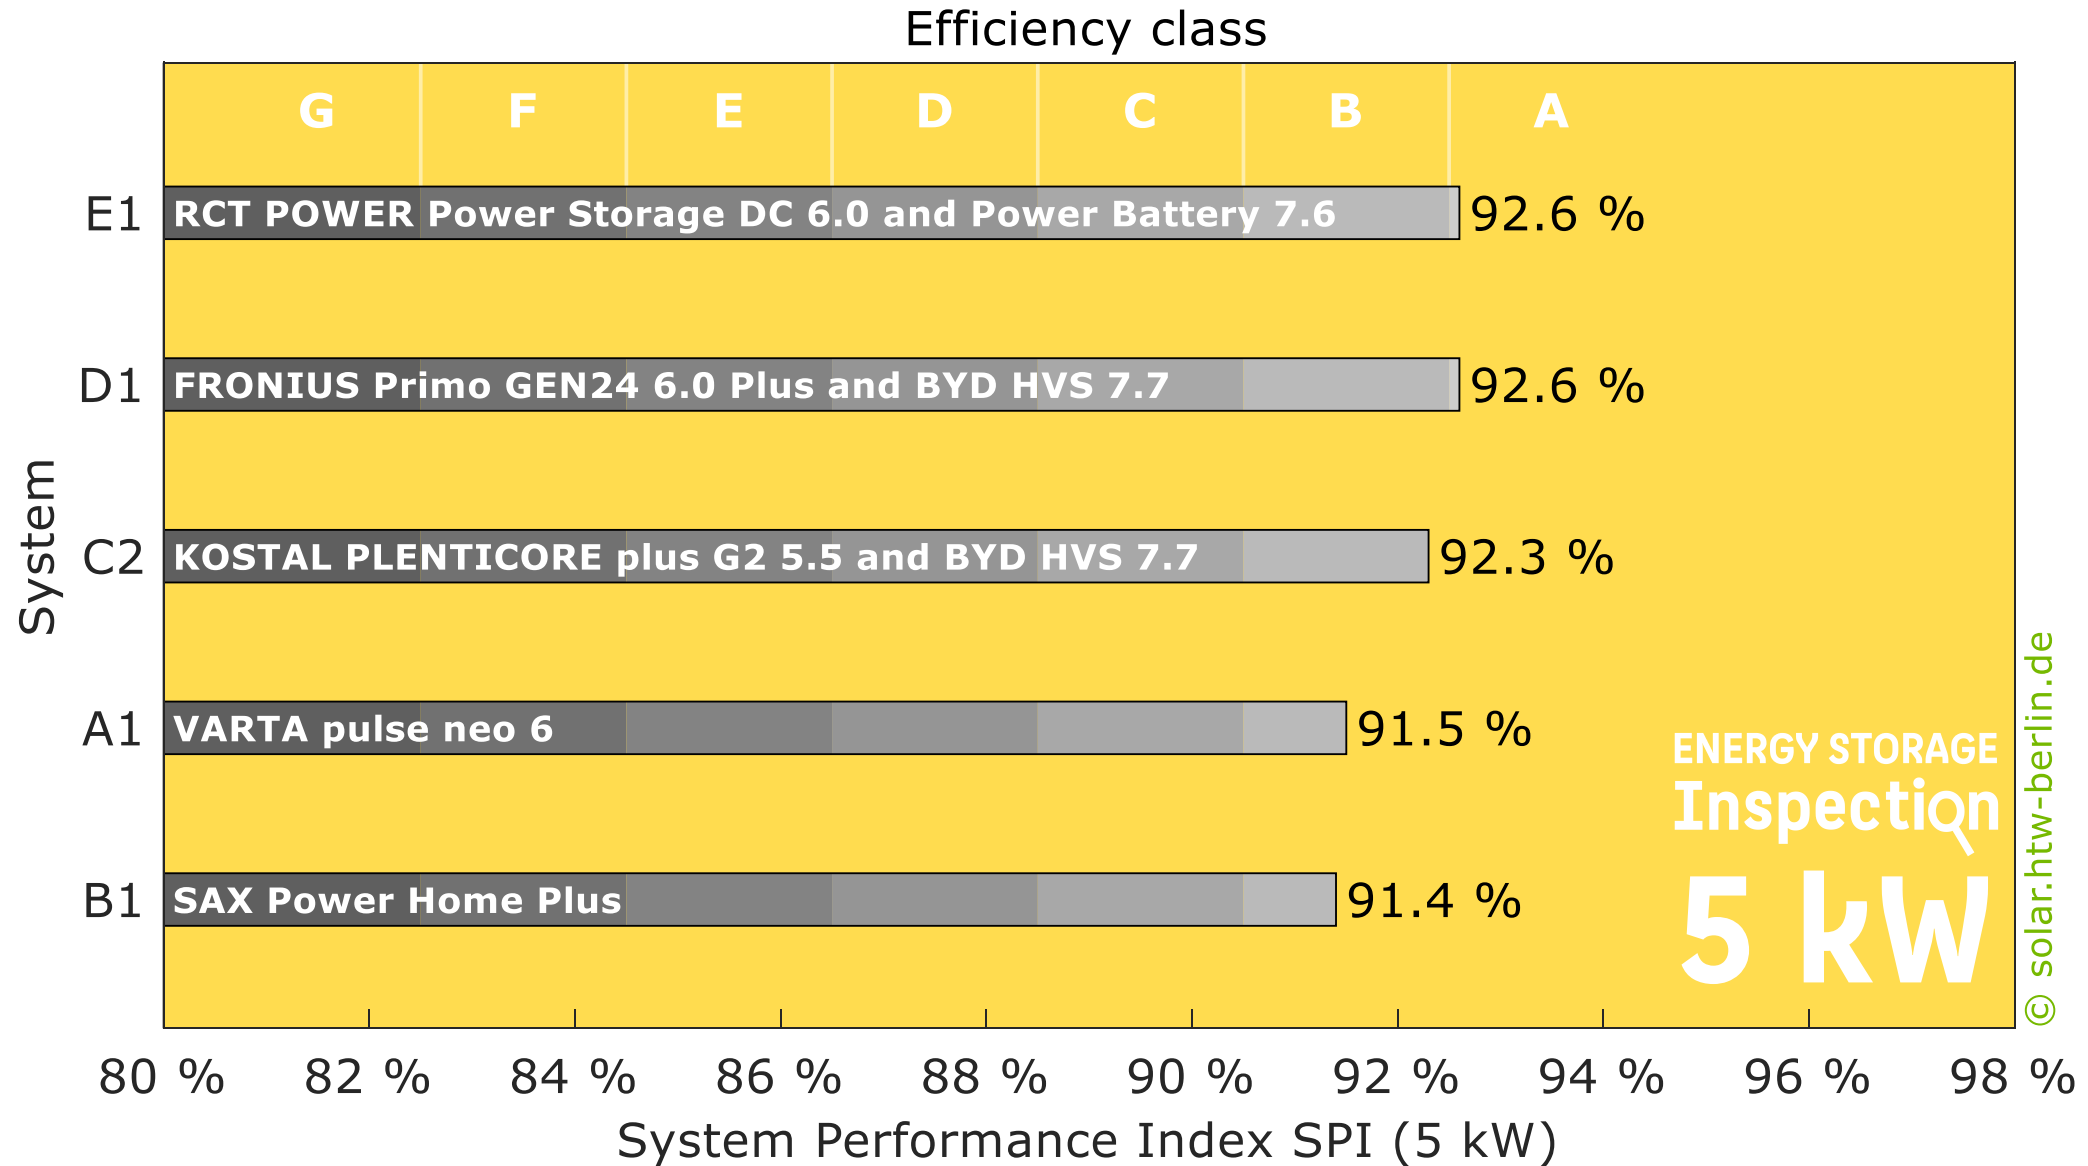 Efficiency class
G F E D C B A
E1 RCT POWER Power Storage DC 6.0 and Power Battery 7.6 92.6 %
D1 FRONIUS Primo GEN24 6.0 Plus and BYD HVS 7.7 92.6 %
C2 KOSTAL PLENTICORE plus G2 5.5 and BYD HVS 7.7 92.3 %
A1 VARTA pulse neo 6 91.5 %
B1 SAX Power Home Plus 91.4 %
System
ENERGY STORAGE
Inspection
5 kW
© solar.htw-berlin.de
80 % 82 % 84 % 86 % 88 % 90 % 92 % 94 % 96 % 98 %
System Performance Index SPI (5 kW)